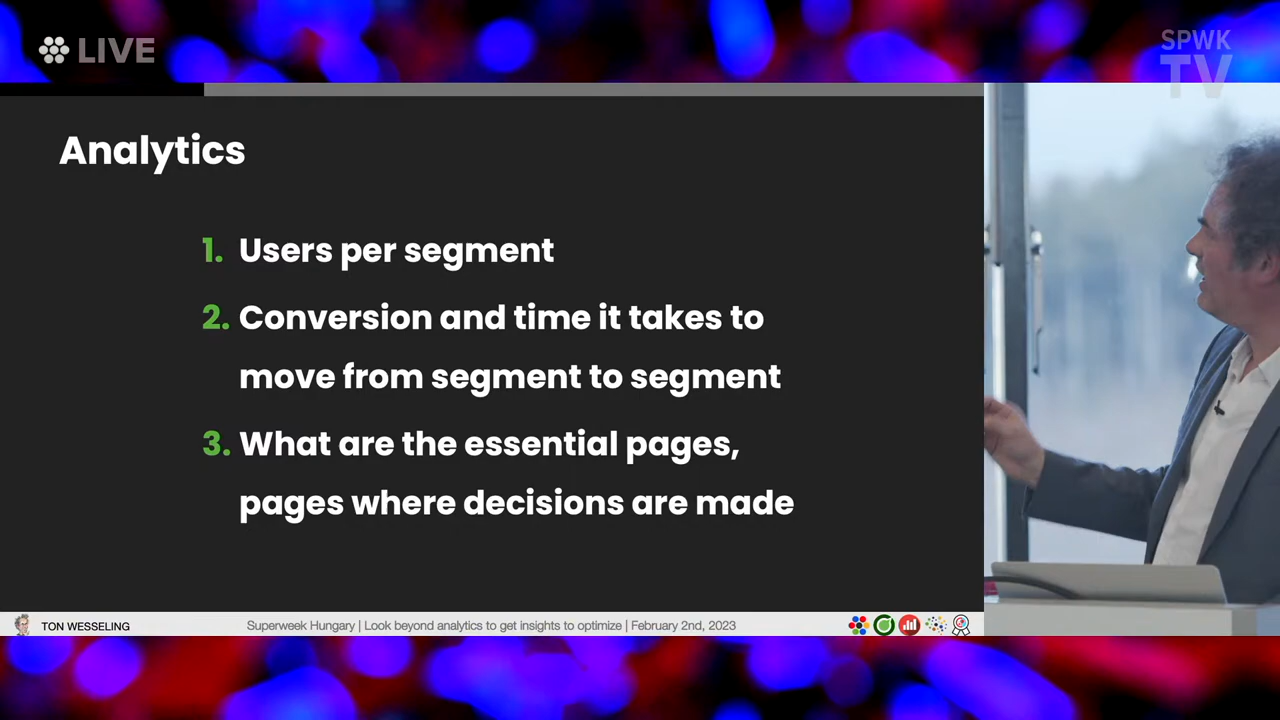 LIVE
SPWK
TV
Analytics
1. Users per segment
2. Conversion and time it takes to
move from segment to segment
3. What are the essential pages,
pages where decisions are made
TON WESSELING
Superweek Hungary | Look beyond analytics to get insights to optimize | February 2nd, 2023